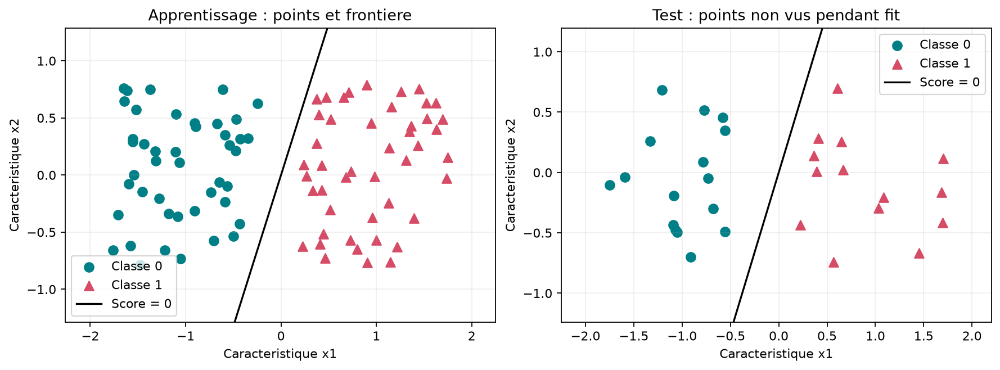 Apprentissage : points et frontiere
Caracteristique x2
1.0
0.5
0.0
−0.5
−1.0
Classe 0
Classe 1
Score = 0
−2
−1
0
1
2
Caracteristique x1
Test : points non vus pendant fit
Caracteristique x2
1.0
0.5
0.0
−0.5
−1.0
Classe 0
Classe 1
Score = 0
−2.0
−1.5
−1.0
−0.5
0.0
0.5
1.0
1.5
2.0
Caracteristique x1